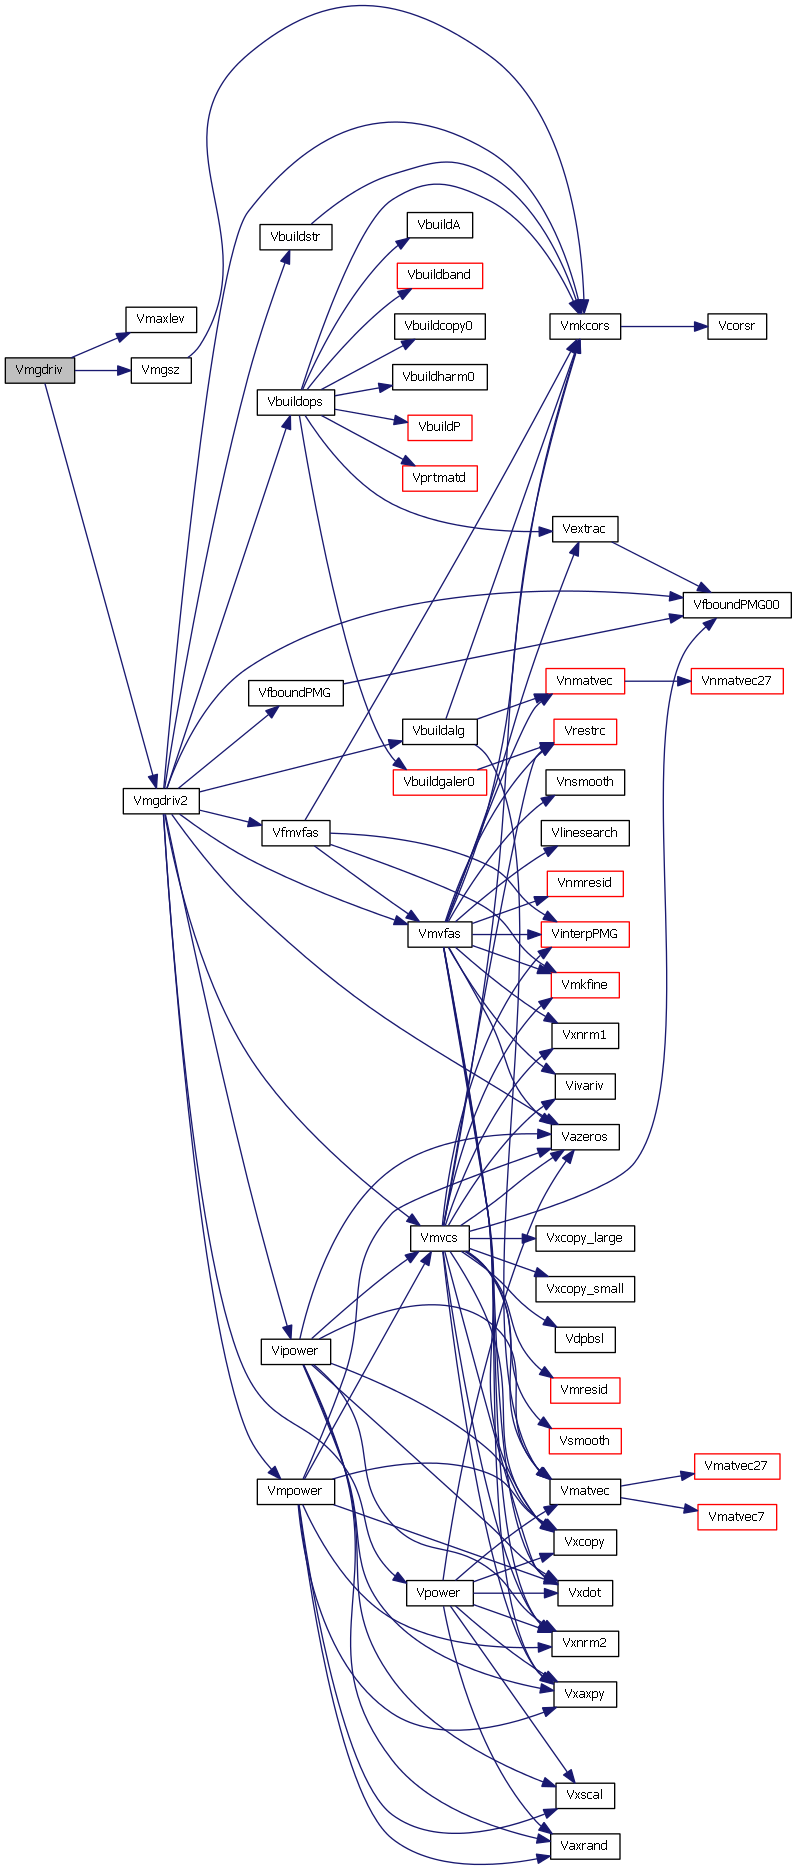 Vmgdriv
Vmaxlev
Vmgsz
Vmgdriv2
Vbuildstr
Vbuildops
VfboundPMG
Vfmvfas
Vipower
Vmpower
VbuildA
Vbuildband
Vbuildcopy0
Vbuildharm0
VbuildP
Vprtmatd
Vbuildalg
Vbuildgaler0
Vmvfas
Vmvcs
Vpower
Vmkcors
Vextrac
Vnmatvec
Vrestrc
Vnsmooth
Vlinesearch
Vnmresid
VinterpPMG
Vmkfine
Vxnrm1
Vivariv
Vazeros
Vxcopy_large
Vxcopy_small
Vdpbsl
Vmresid
Vsmooth
Vmatvec
Vxcopy
Vxdot
Vxnrm2
Vxaxpy
Vxscal
Vaxrand
Vcorsr
VfboundPMG00
Vnmatvec27
Vmatvec27
Vmatvec7